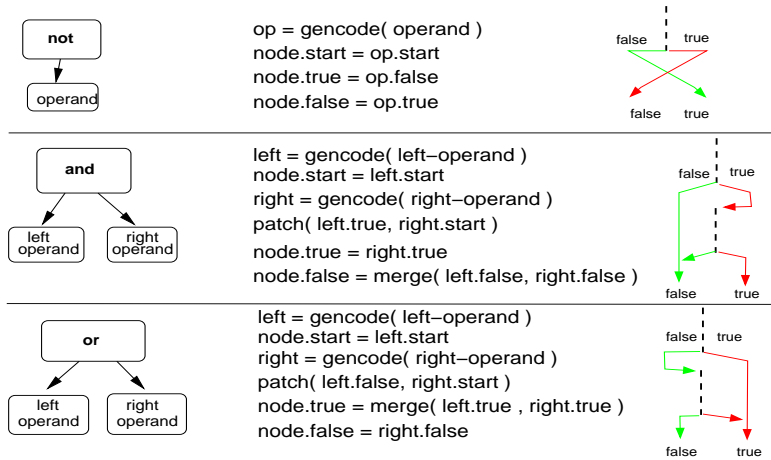 not
operand
op = gencode( operand )
node.start = op.start
node.true = op.false
node.false = op.true
false true
false true
and
left operand
right operand
left = gencode( left−operand )
node.start = left.start
right = gencode( right−operand )
patch( left.true, right.start )
node.true = right.true
node.false = merge( left.false, right.false )
false true
false true
or
left operand
right operand
left = gencode( left−operand )
node.start = left.start
right = gencode( right−operand )
patch( left.false, right.start )
node.true = merge( left.true , right.true )
node.false = right.false
false true
false true